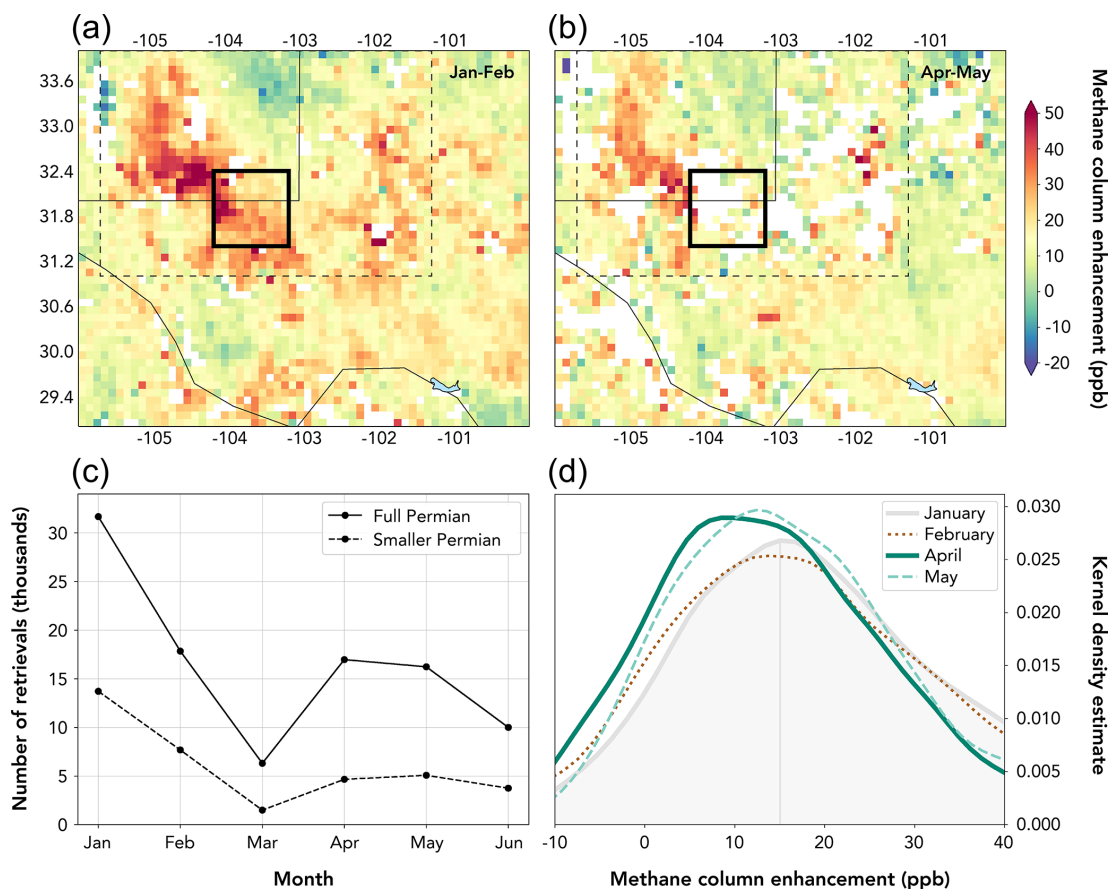 (a)
(b)
-105 -104 -103 -102 -101
-105 -104 -103 -102 -101
Jan-Feb
Apr-May
33.6
33.0
32.4
31.8
31.2
30.6
30.0
29.4
-105 -104 -103 -102 -101
-105 -104 -103 -102 -101
50
40
30
20
10
0
-10
-20
Methane column enhancement (ppb)
(c)
Number of retrievals (thousands)
30
25
20
15
10
5
0
Full Permian
Smaller Permian
Jan Feb Mar Apr May Jun
Month
(d)
January
February
April
May
0.030
0.025
0.020
0.015
0.010
0.005
0.000
Kernel density estimate
-10 0 10 20 30 40
Methane column enhancement (ppb)